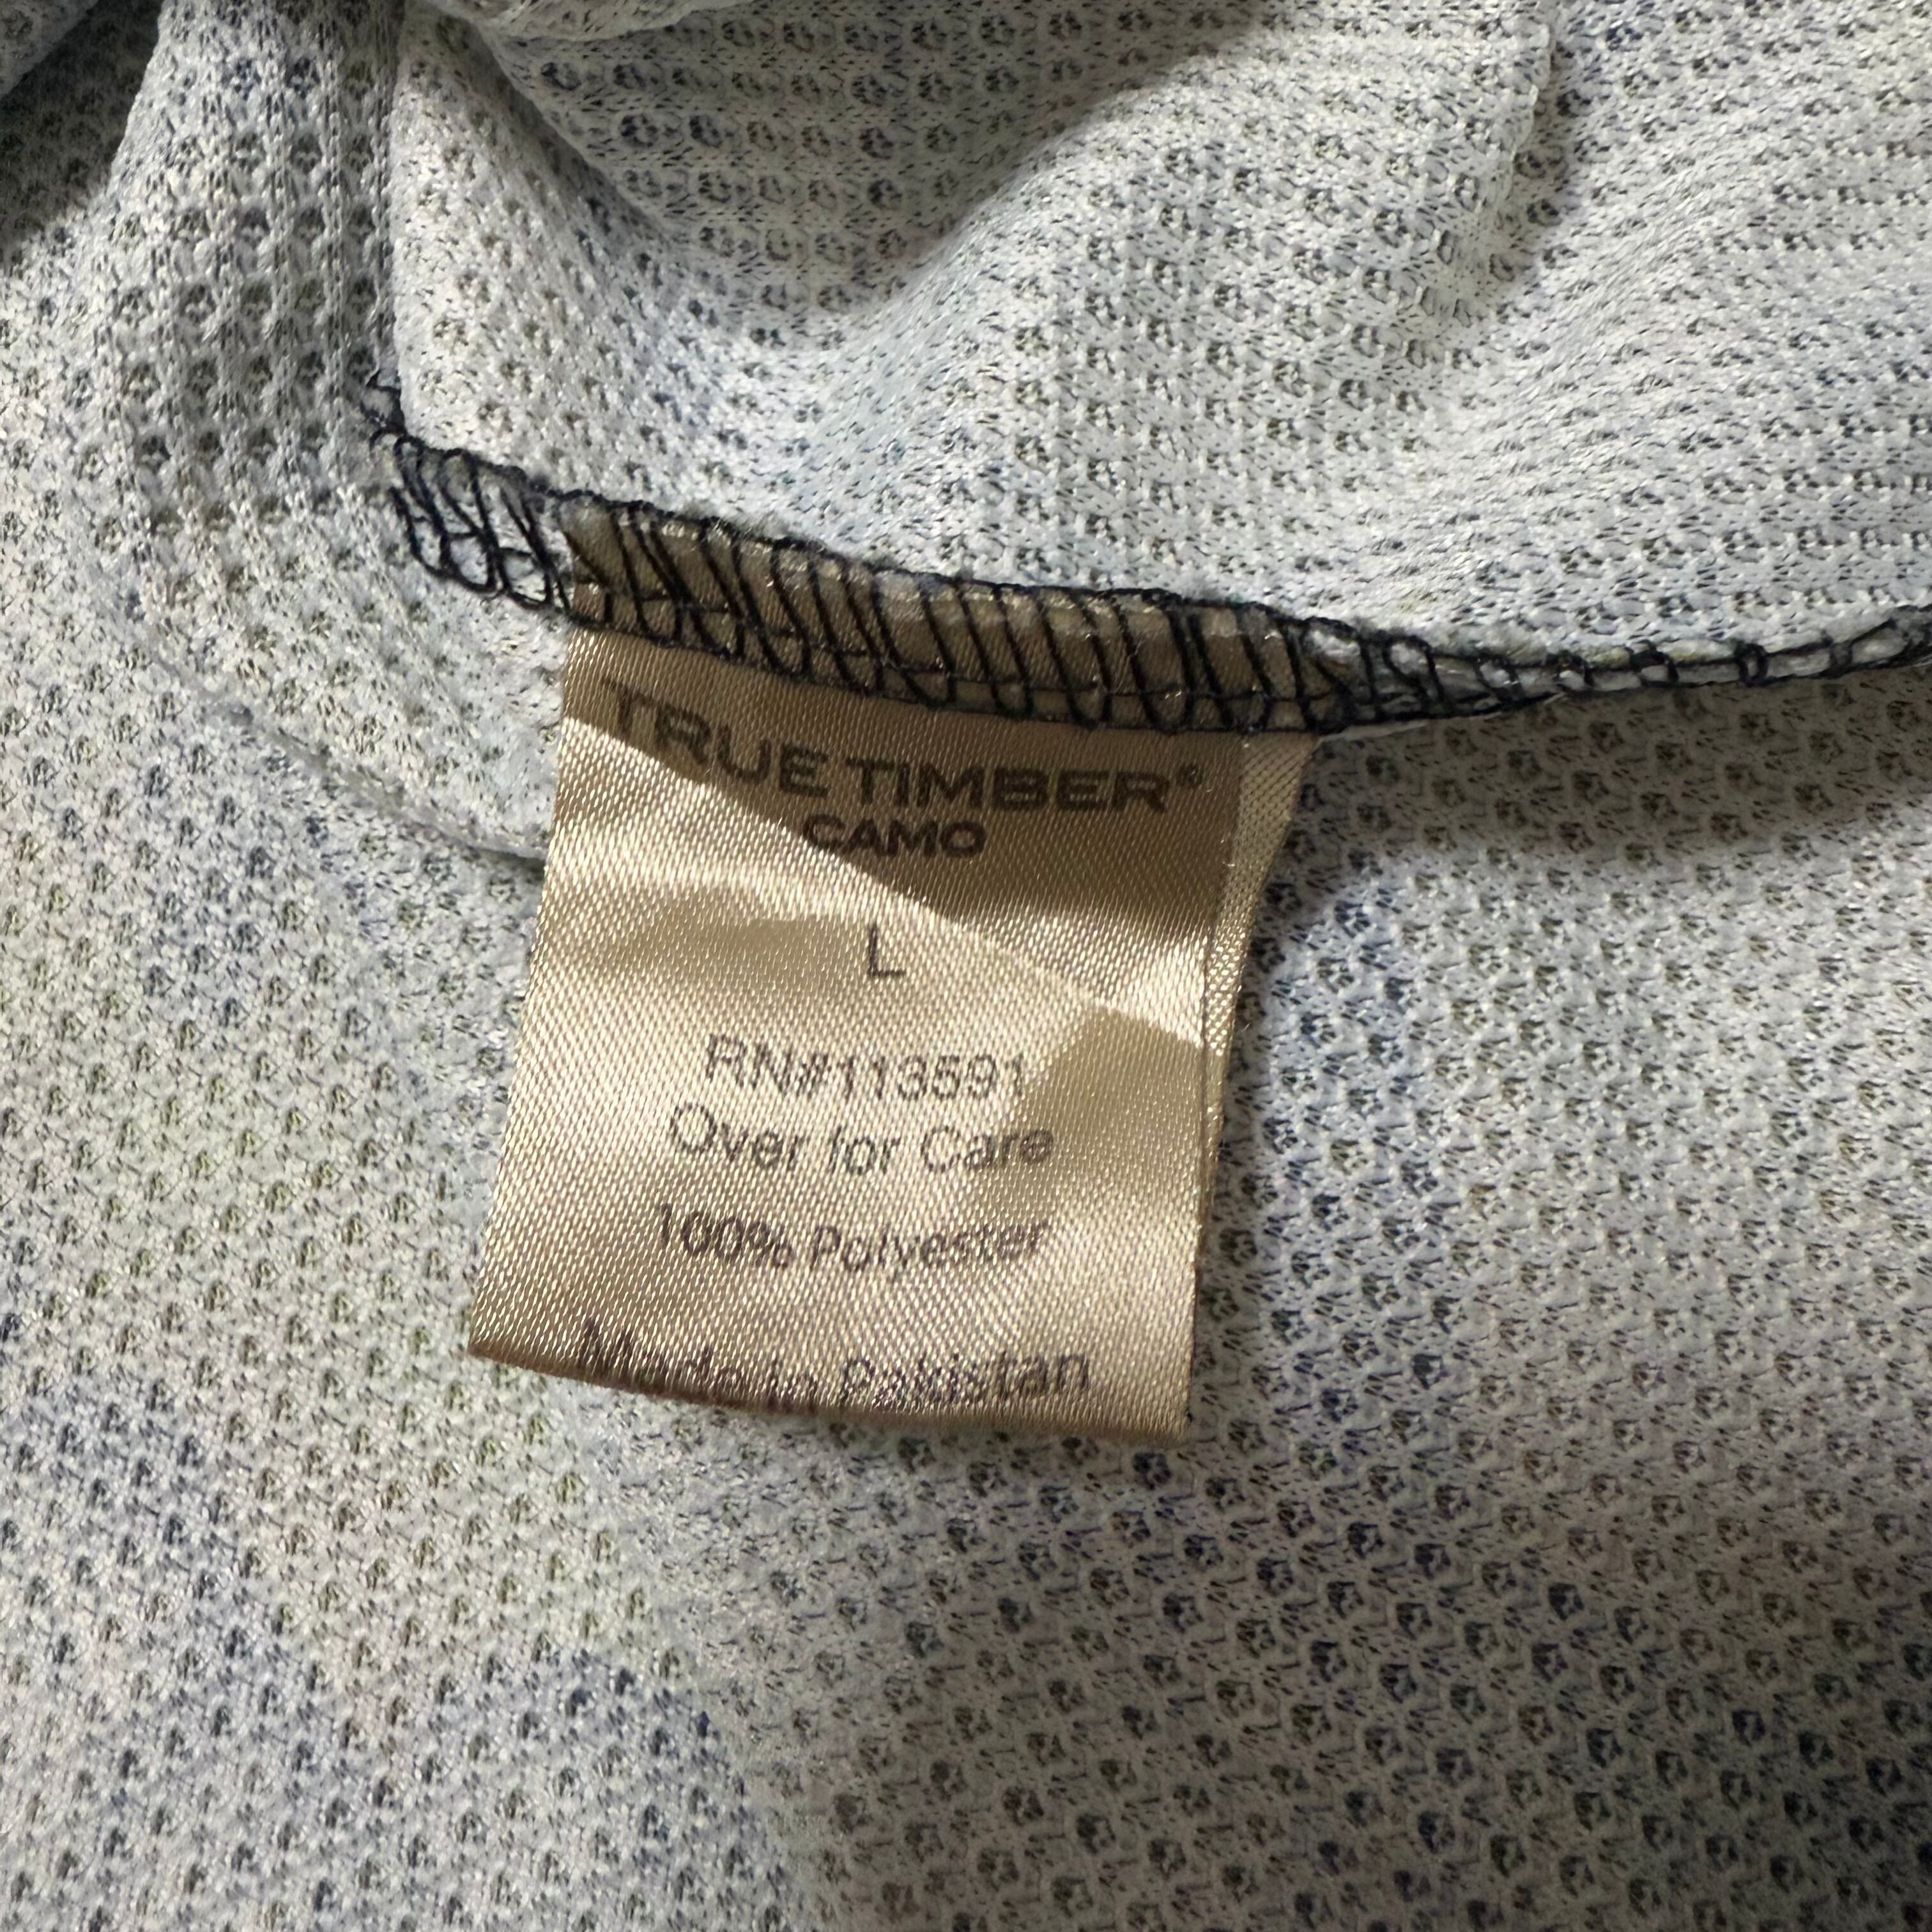 TRUE TIMBER®
CAMO
L
RN#113591
Over for Care
100% Polyester
Made in Pakistan